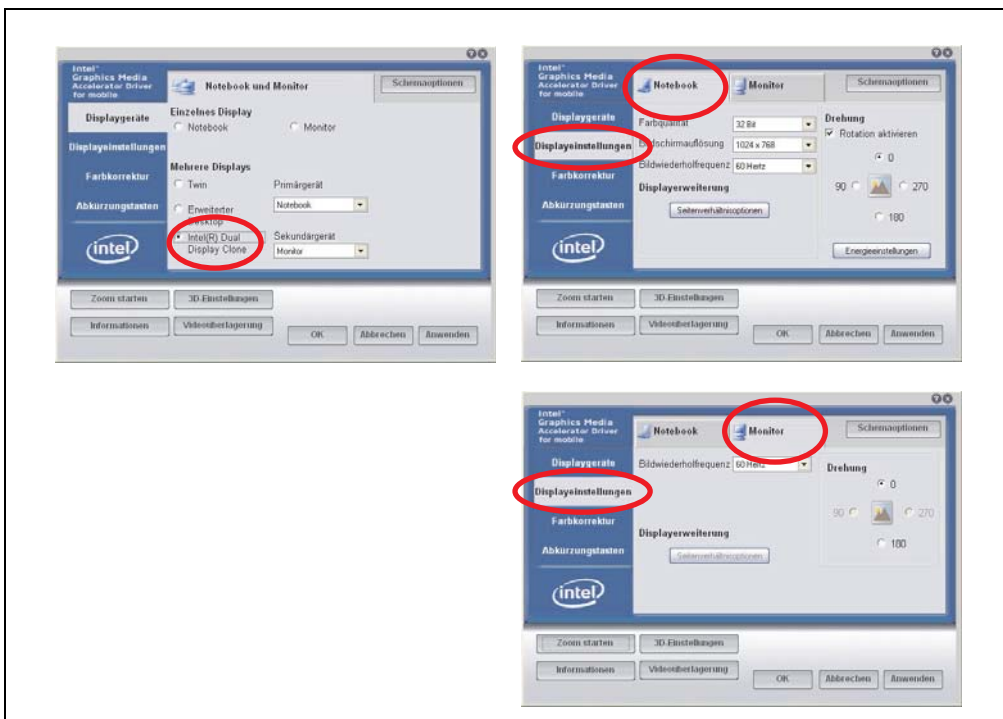 Intel®
Graphics Media
Accelerator Driver
for mobile
Notebook und Monitor
Schemaoptionen
Displaygeräte
Displayeinstellungen
Farbkorrektur
Abkürzungstasten
intel
Einzelnes Display
Notebook
Monitor
Mehrere Displays
Twin
Primärgerät
Erweiterter
Desktop
Notebook
Intel(R) Dual
Display Clone
Sekundärgerät
Monitor
Zoom starten
3D-Einstellungen
Informationen
Videoüberlagerung
OK
Abbrechen
Anwenden
Intel®
Graphics Media
Accelerator Driver
for mobile
Notebook
Monitor
Schemaoptionen
Displaygeräte
Displayeinstellungen
Farbkorrektur
Abkürzungstasten
intel
Farbqualität
32 Bit
Bildschirmauflösung
1024 x 768
Bildwiederholfrequenz
60 Hertz
Displayerweiterung
Seitenverhältnisoptionen
Drehung
Rotation aktivieren
0
90
270
180
Energieeinstellungen
Zoom starten
3D-Einstellungen
Informationen
Videoüberlagerung
OK
Abbrechen
Anwenden
Intel®
Graphics Media
Accelerator Driver
for mobile
Notebook
Monitor
Schemaoptionen
Displaygeräte
Displayeinstellungen
Farbkorrektur
Abkürzungstasten
intel
Bildwiederholfrequenz
60 Hertz
Displayerweiterung
Seitenverhältnisoptionen
Drehung
0
90
270
180
Zoom starten
3D-Einstellungen
Informationen
Videoüberlagerung
OK
Abbrechen
Anwenden